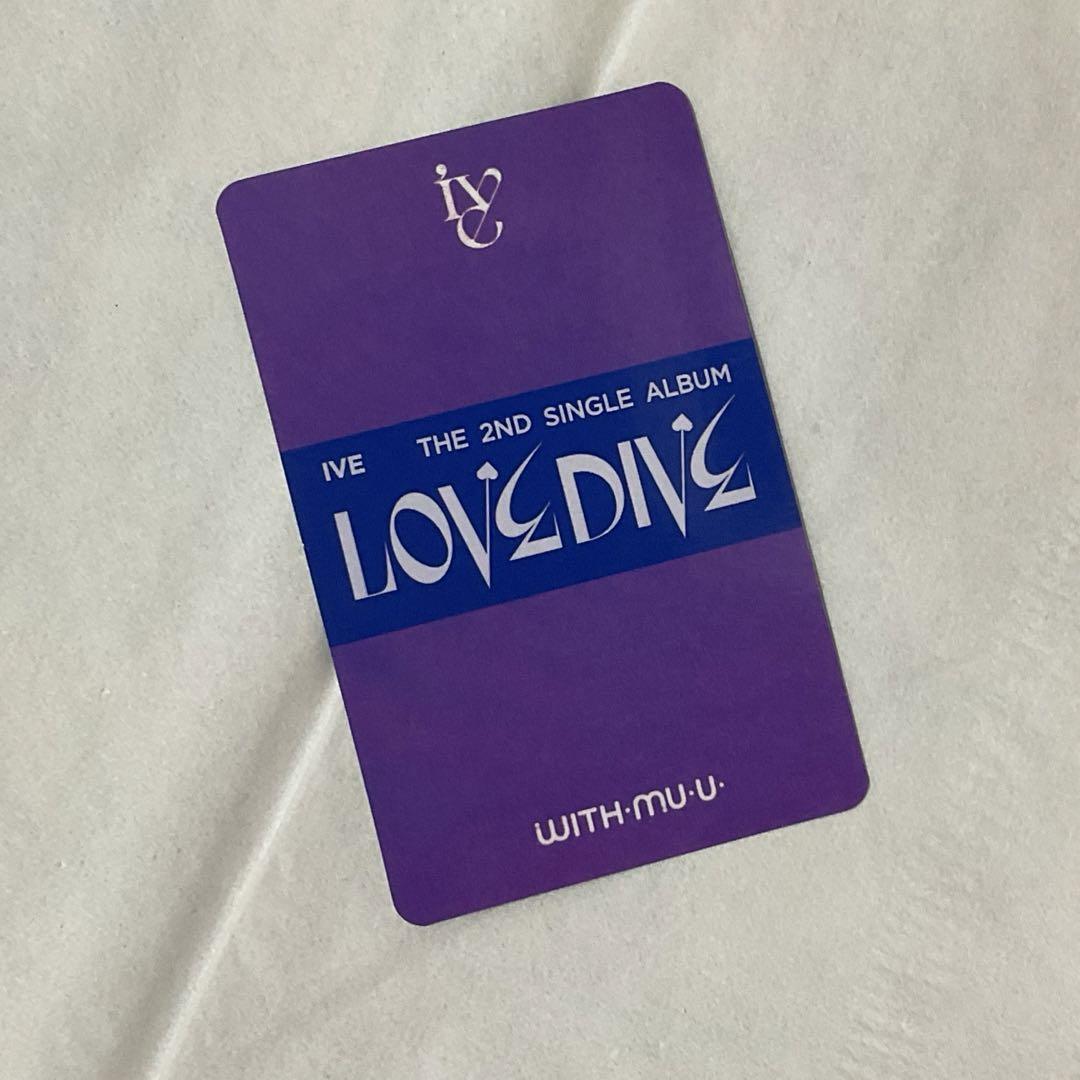 IVE
IVE THE 2ND SINGLE ALBUM
LOVE DIVE
WITH·MU·U·